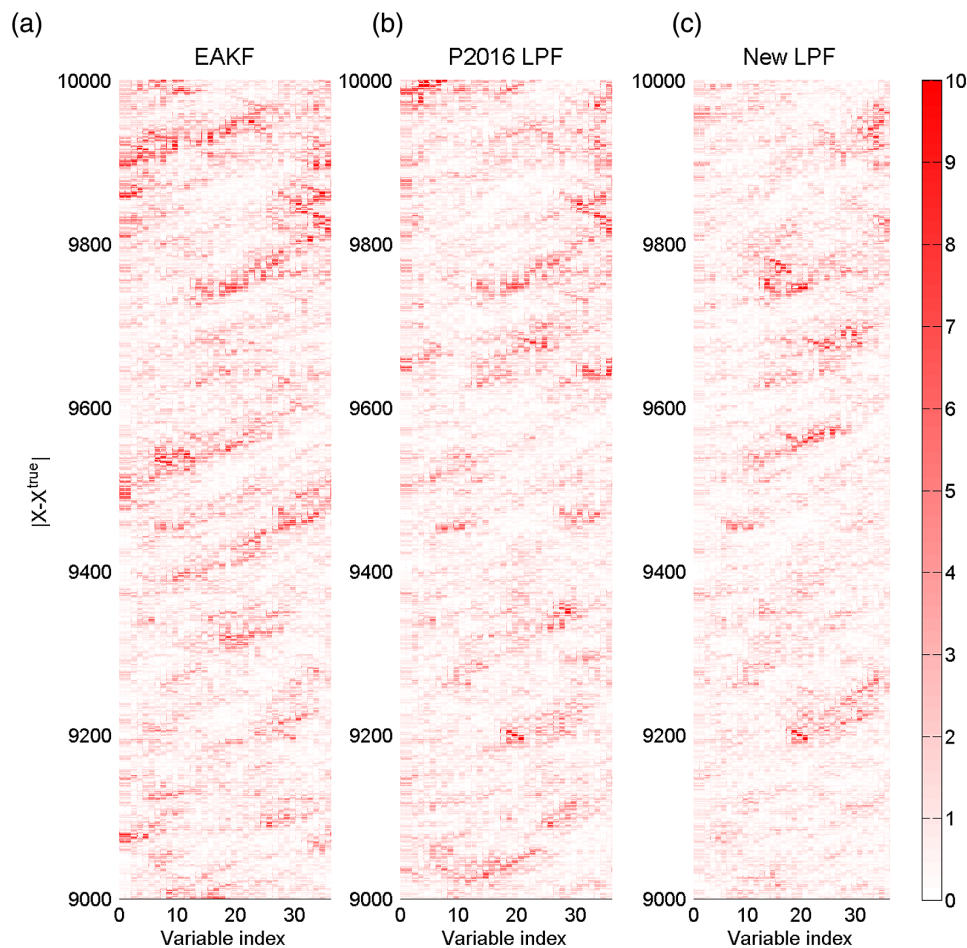 (a) (b) (c)
EAKF P2016 LPF New LPF
10000 10000 10000 10
9
9800 9800 9800 8
7
9600 9600 9600 6
|X-X^true|
5
9400 9400 9400 4
3
9200 9200 9200 2
1
9000 9000 9000 0
0 10 20 30 0 10 20 30 0 10 20 30
Variable index Variable index Variable index